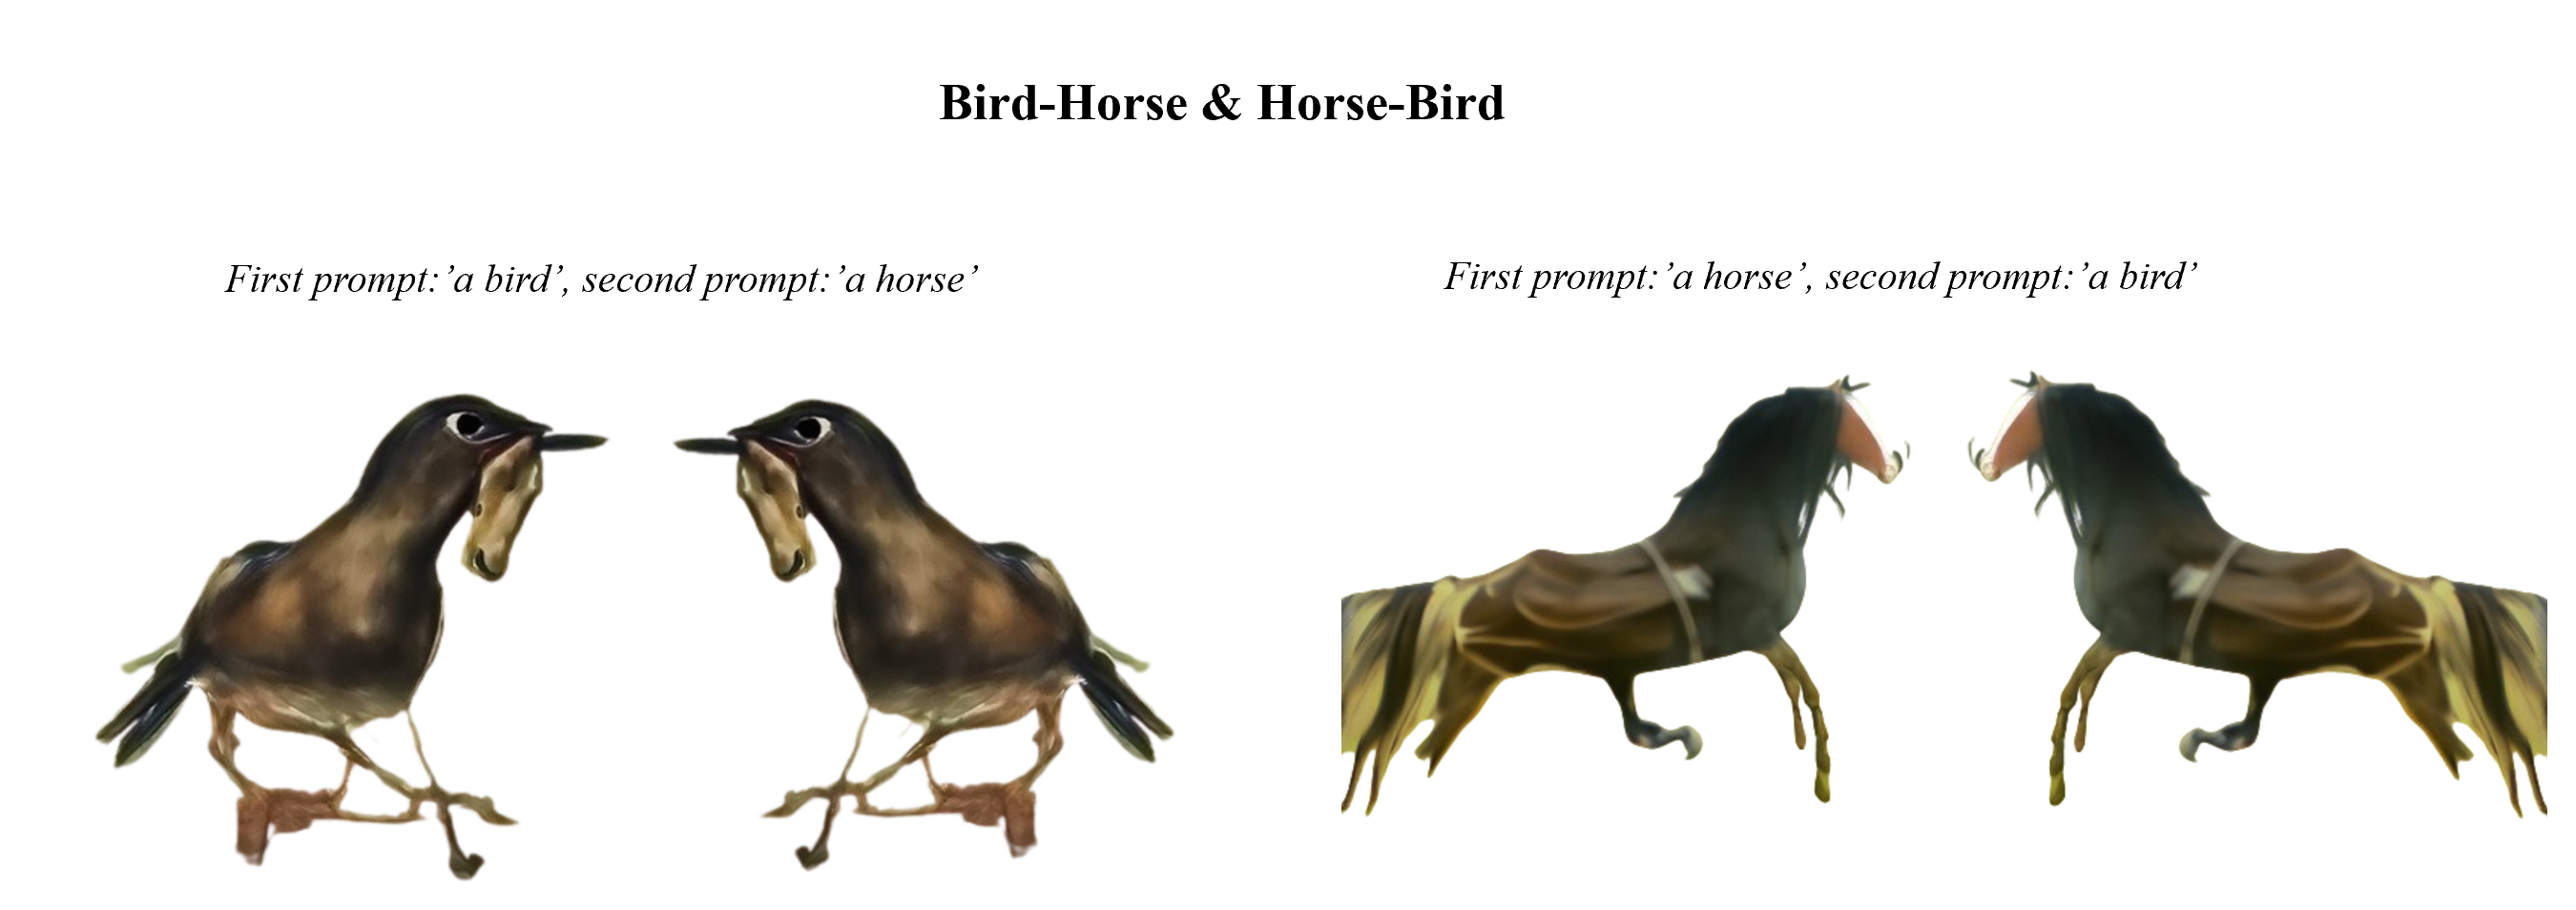 Bird-Horse & Horse-Bird
First prompt:’a bird’, second prompt:’a horse’
First prompt:’a horse’, second prompt:’a bird’